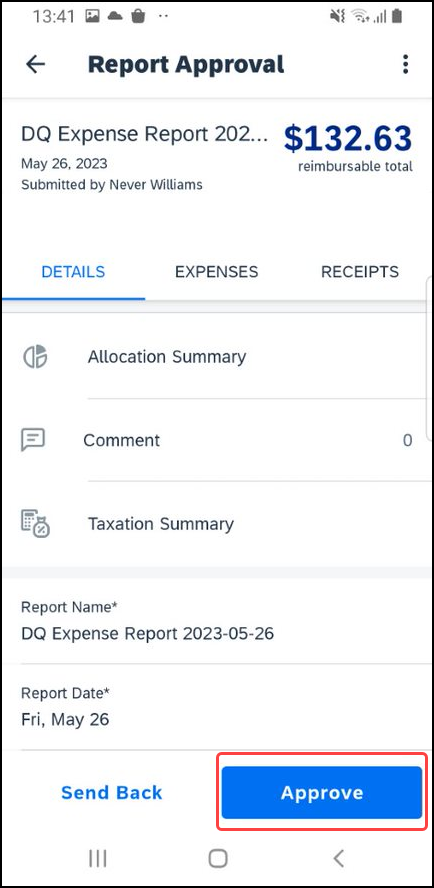 13:41
Report Approval
DQ Expense Report 202...
$132.63
May 26, 2023
reimbursable total
Submitted by Never Williams
DETAILS EXPENSES RECEIPTS
Allocation Summary
Comment 0
Taxation Summary
Report Name*
DQ Expense Report 2023-05-26
Report Date*
Fri, May 26
Send Back Approve